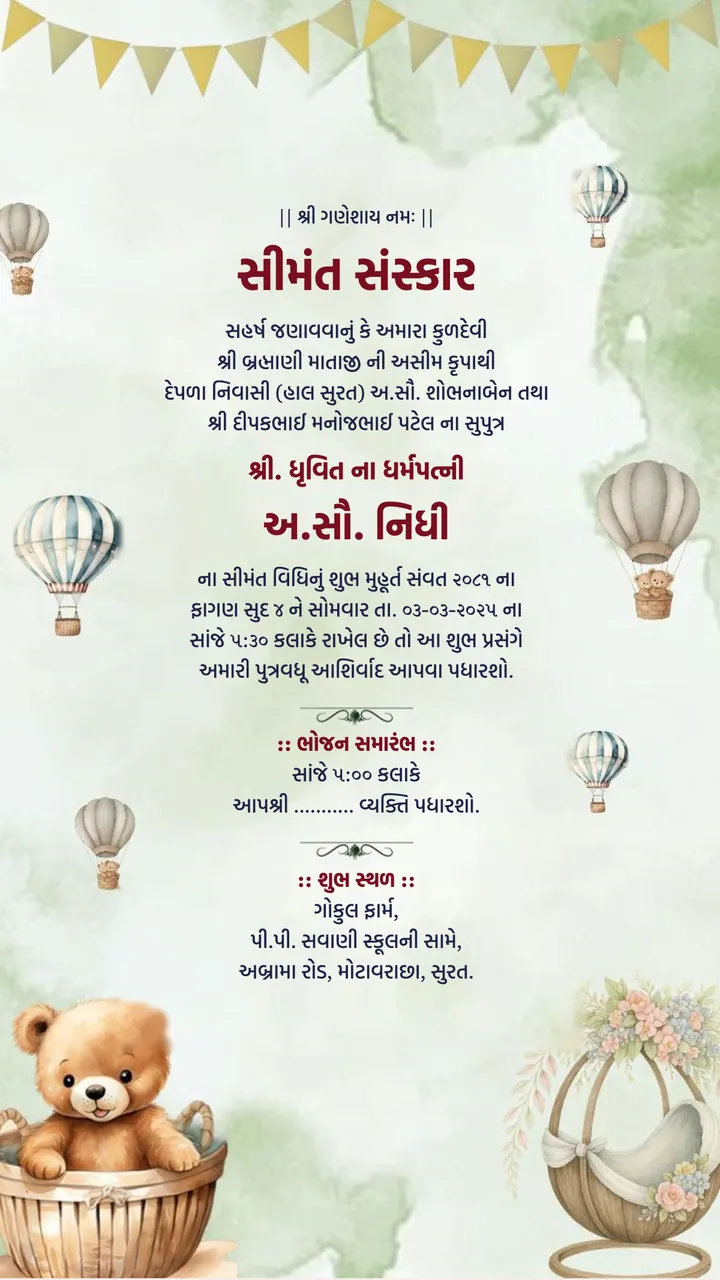 || શ્રી ગણેશાય નમઃ ||
સીમંત સંસ્કાર
સહર્ષ જણાવવાનું કે અમારા કુળદેવી
શ્રી બ્રહ્માણી માતાજી ની અસીમ કૃપાથી
દેપળા નિવાસી (હાલ સુરત) અ.સૌ. શોભનાબેન તથા
શ્રી દીપકભાઈ મનોજભાઈ પટેલ ના સુપુત્ર
શ્રી. ધૃવિત ના ધર્મપત્ની
અ.સૌ. નિધી
ના સીમંત વિધિનું શુભ મુહૂર્ત સંવત ૨૦૮૧ ના
ફાગણ સુદ ૪ ને સોમવાર તા. ૦૩-૦૩-૨૦૨૫ ના
સાંજે ૫:૩૦ કલાકે રાખેલ છે તો આ શુભ પ્રસંગે
અમારી પુત્રવધૂ આશિર્વાદ આપવા પધારશો.
:: ભોજન સમારંભ ::
સાંજે ૫:૦૦ કલાકે
આપશ્રી ........... વ્યક્તિ પધારશો.
:: શુભ સ્થળ ::
ગોકુલ ફાર્મ,
પી.પી. સવાણી સ્કૂલની સામે,
અબ્રામા રોડ, મોટાવરાછા, સુરત.